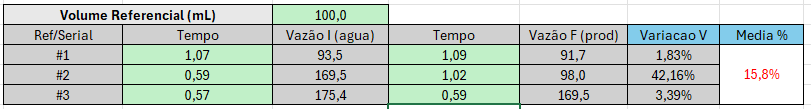 Volume Referencial (mL) 100,0
Ref/Serial Tempo Vazão I (agua) Tempo Vazão F (prod) Variacao V Media %
#1 1,07 93,5 1,09 91,7 1,83%
#2 0,59 169,5 1,02 98,0 42,16% 15,8%
#3 0,57 175,4 0,59 169,5 3,39%